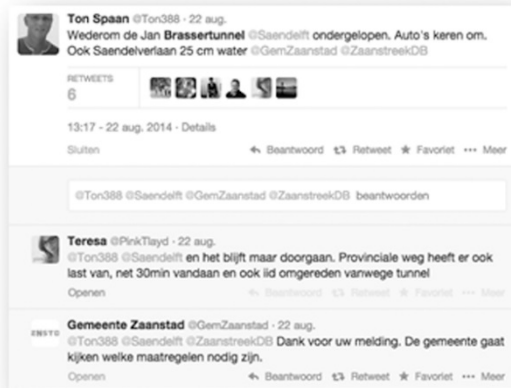 Ton Spaan @Ton388 · 22 aug.
Wederom de Jan Brassertunnel @Saendelft ondergelopen. Auto's keren om.
Ook Saendelverlaan 25 cm water @GemZaanstad @ZaanstreekDB
RETWEETS
6
13:17 - 22 aug. 2014 · Details
Sluiten Beantwoord Retweet Favoriet Meer
@Ton388 @Saendelft @GemZaanstad @ZaanstreekDB beantwoorden
Teresa @PinkTlayd · 22 aug.
@Ton388 @Saendelft en het blijft maar doorgaan. Provinciale weg heeft er ook
last van, net 30min vandaan en ook iid omgereden vanwege tunnel
Openen Beantwoord Retweet Favoriet Meer
Gemeente Zaanstad @GemZaanstad · 22 aug.
@Ton388 @Saendelft @ZaanstreekDB Dank voor uw melding. De gemeente gaat
kijken welke maatregelen nodig zijn.
Openen Beantwoord Retweet Favoriet Meer